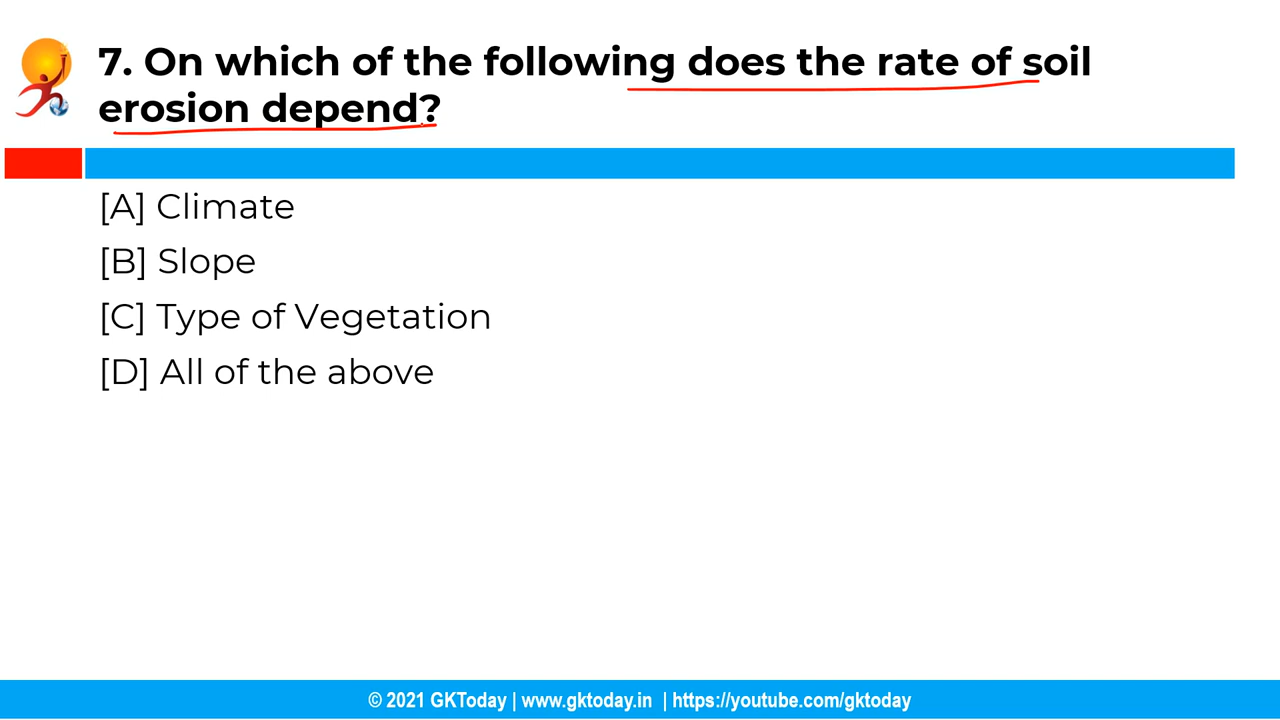 7. On which of the following does the rate of soil
erosion depend?
[A] Climate
[B] Slope
[C] Type of Vegetation
[D] All of the above
© 2021 GKToday | www.gktoday.in | https://youtube.com/gktoday